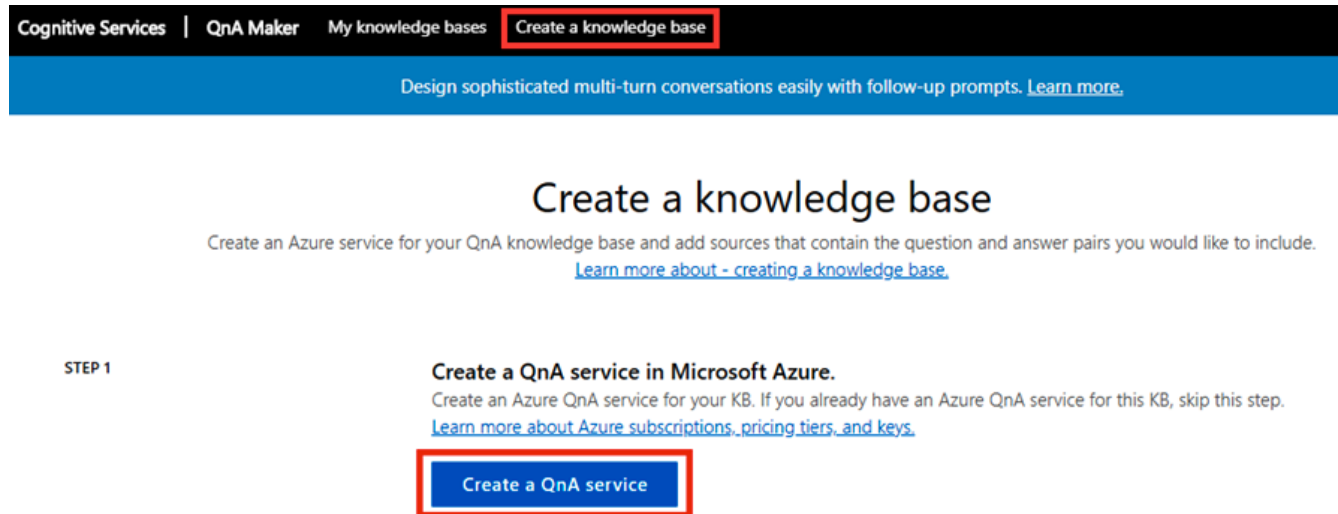 Cognitive Services | QnA Maker My knowledge bases Create a knowledge base
Design sophisticated multi-turn conversations easily with follow-up prompts. Learn more.
Create a knowledge base
Create an Azure service for your QnA knowledge base and add sources that contain the question and answer pairs you would like to include.
Learn more about - creating a knowledge base.
STEP 1
Create a QnA service in Microsoft Azure.
Create an Azure QnA service for your KB. If you already have an Azure QnA service for this KB, skip this step.
Learn more about Azure subscriptions, pricing tiers, and keys.
Create a QnA service